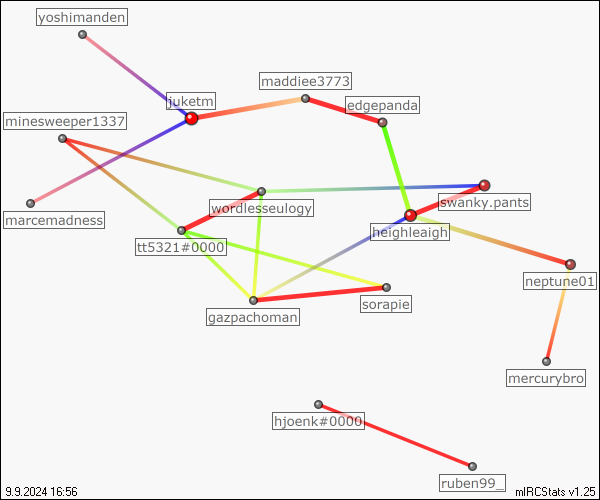 yoshimanden
maddiee3773
juketm
edgepanda
minesweeper1337
swanky.pants
wordlesseulogy
marcemadness
heighleaigh
tt5321#0000
neptune01
sorapie
gazpachoman
mercurybro
hjoenk#0000
ruben99_
9.9.2024 16:56
mIRCStats v1.25